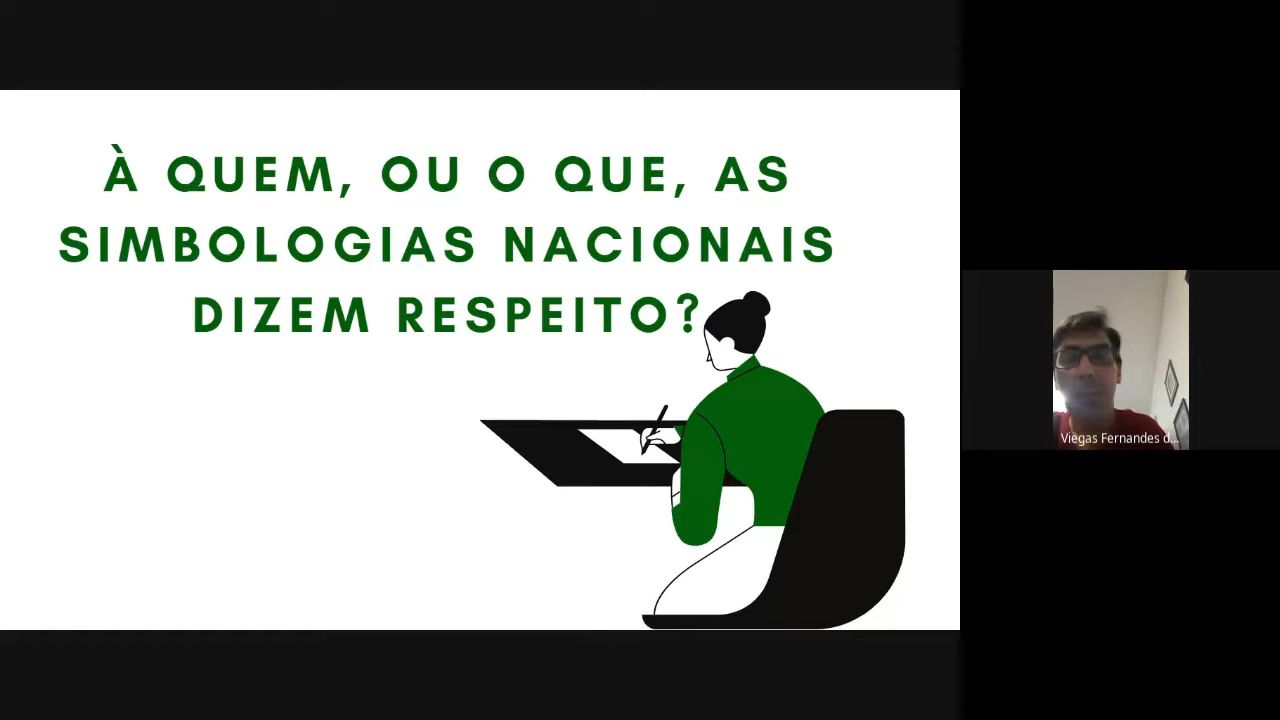 À QUEM, OU O QUE, AS
SIMBOLOGIAS NACIONAIS
DIZEM RESPEITO?
Viegas Fernandes d...